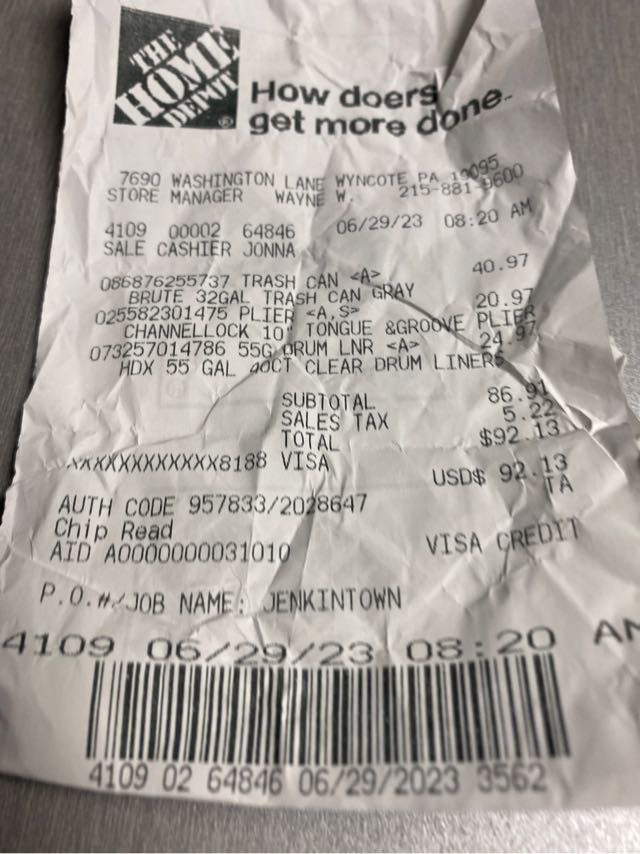 THE
HOME
DEPOT
How doers
get more done.
7690 WASHINGTON LANE WYNCOTE PA 19095
STORE MANAGER WAYNE W. 215-881-9600
4109 00002 64846 06/29/23 08:20 AM
SALE CASHIER JONNA
086876255737 TRASH CAN <A> 40.97
BRUTE 32GAL TRASH CAN GRAY
025582301475 PLIER <A,S> 20.97
CHANNELLOCK 10" TONGUE &GROOVE PLIER
073257014786 55G DRUM LNR <A> 24.97
HDX 55 GAL 40CT CLEAR DRUM LINERS
SUBTOTAL 86.91
SALES TAX 5.22
TOTAL $92.13
XXXXXXXXXXXX8188 VISA
USD$ 92.13
AUTH CODE 957833/2028647 TA
Chip Read
AID A0000000031010 VISA CREDIT
P.O.#/JOB NAME: JENKINTOWN
4109 06/29/23 08:20 AM
4109 02 64846 06/29/2023 3562